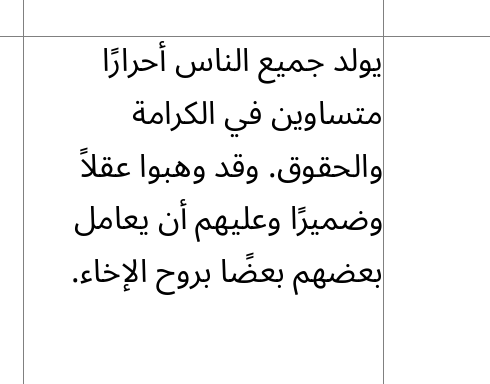 يولد جميع الناس أحرارًا
متساوين في الكرامة
والحقوق. وقد وهبوا عقلاً
وضميرًا وعليهم أن يعامل
بعضهم بعضًا بروح الإخاء.